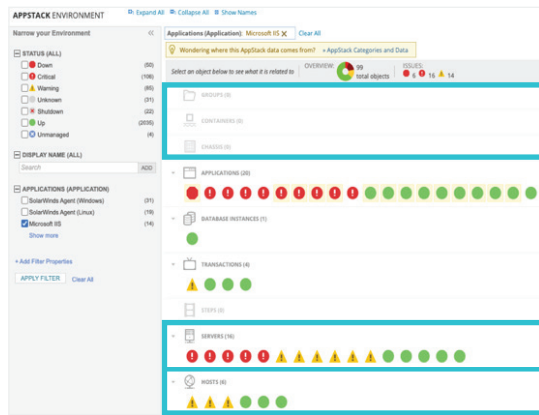 APPSTACK ENVIRONMENT
Expand All Collapse All Show Names
Narrow your Environment
STATUS (ALL)
Down (50)
Critical (106)
Warning (85)
Unknown (31)
Shutdown (22)
Up (2035)
Unmanaged (4)
DISPLAY NAME (ALL)
Search ADD
APPLICATIONS (APPLICATION)
SolarWinds Agent (Windows) (31)
SolarWinds Agent (Linux) (19)
Microsoft IIS (14)
Show more
+ Add Filter Properties
APPLY FILTER Clear All
Applications (Application): Microsoft IIS X Clear All
Wondering where this AppStack data comes from? » AppStack Categories and Data
Select an object below to see what it is related to
OVERVIEW: 99 total objects
ISSUES: 6 16 14
GROUPS (0)
CONTAINERS (0)
CHASSIS (0)
APPLICATIONS (20)
DATABASE INSTANCES (1)
TRANSACTIONS (4)
STEPS (0)
SERVERS (16)
HOSTS (6)